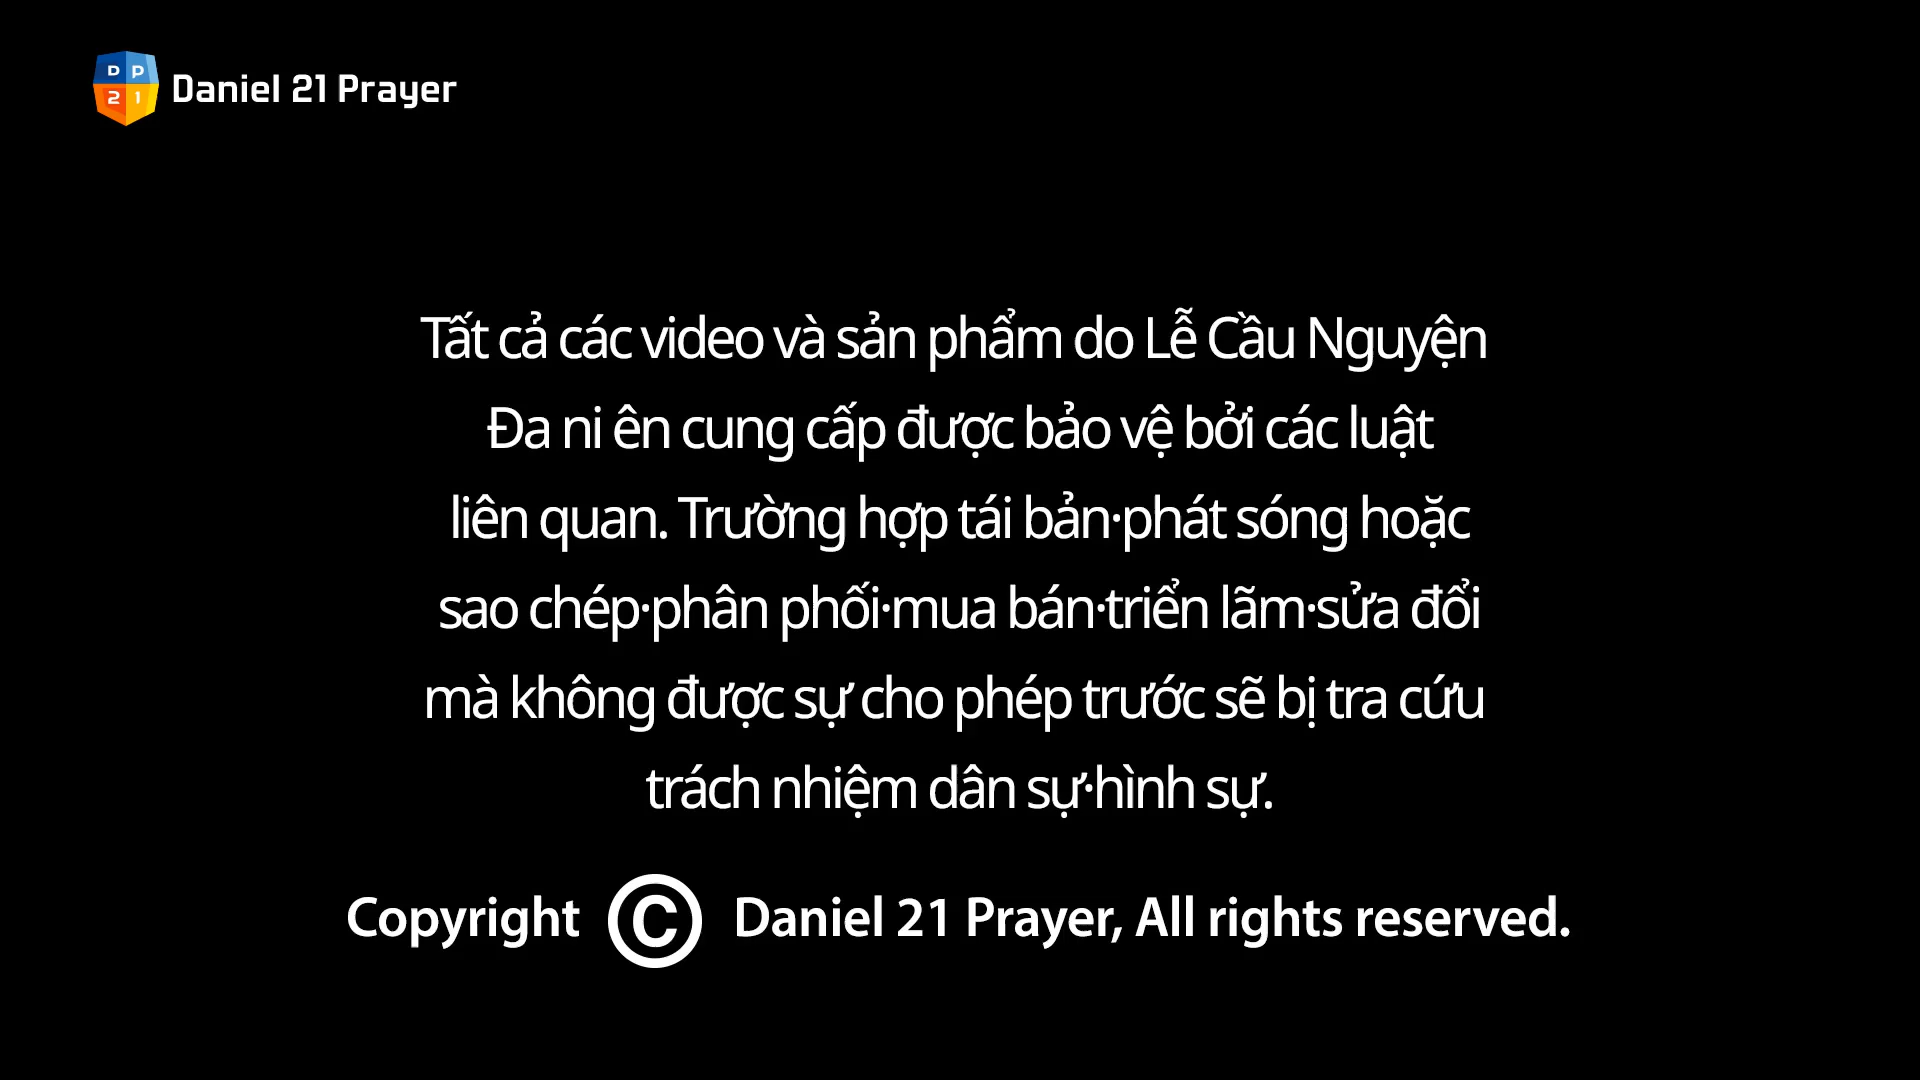 DP
21
Daniel 21 Prayer
Tất cả các video và sản phẩm do Lễ Cầu Nguyện
Đa ni ên cung cấp được bảo vệ bởi các luật
liên quan. Trường hợp tái bản·phát sóng hoặc
sao chép·phân phối·mua bán·triển lãm·sửa đổi
mà không được sự cho phép trước sẽ bị tra cứu
trách nhiệm dân sự·hình sự.
Copyright © Daniel 21 Prayer, All rights reserved.